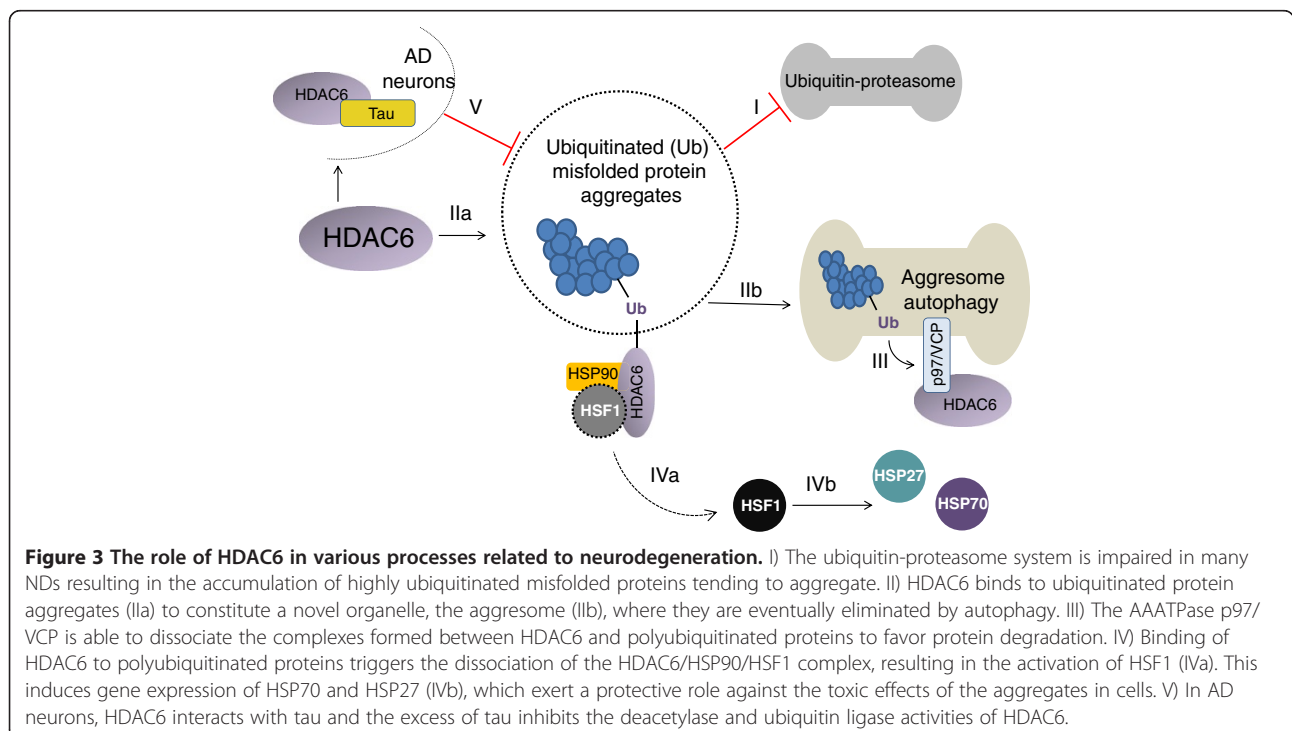 AD
neurons
HDAC6
Tau
V
I
Ubiquitin-proteasome
Ubiquitinated (Ub)
misfolded protein
aggregates
HDAC6
IIa
Ub
IIb
Aggresome
autophagy
Ub
III
p97/VCP
HDAC6
HSP90
HSF1
HDAC6
IVa
HSF1
IVb
HSP27
HSP70
Figure 3 The role of HDAC6 in various processes related to neurodegeneration. I) The ubiquitin-proteasome system is impaired in many
NDs resulting in the accumulation of highly ubiquitinated misfolded proteins tending to aggregate. II) HDAC6 binds to ubiquitinated protein
aggregates (IIa) to constitute a novel organelle, the aggresome (IIb), where they are eventually eliminated by autophagy. III) The AAATPase p97/
VCP is able to dissociate the complexes formed between HDAC6 and polyubiquitinated proteins to favor protein degradation. IV) Binding of
HDAC6 to polyubiquitinated proteins triggers the dissociation of the HDAC6/HSP90/HSF1 complex, resulting in the activation of HSF1 (IVa). This
induces gene expression of HSP70 and HSP27 (IVb), which exert a protective role against the toxic effects of the aggregates in cells. V) In AD
neurons, HDAC6 interacts with tau and the excess of tau inhibits the deacetylase and ubiquitin ligase activities of HDAC6.